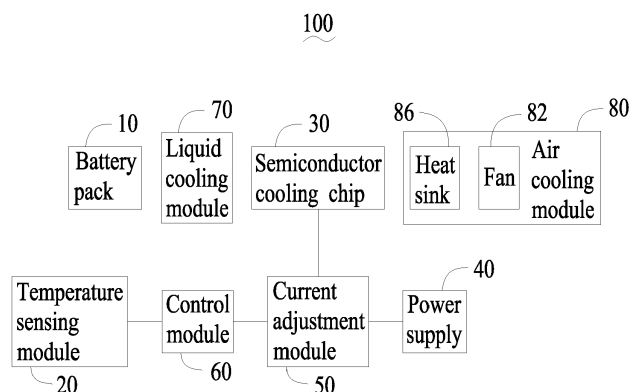 100
10
70
30
86
82
80
Battery
pack
Liquid
cooling
module
Semiconductor
cooling chip
Heat
sink
Fan
Air
cooling
module
40
Temperature
sensing
module
Control
module
Current
adjustment
module
Power
supply
20
60
50